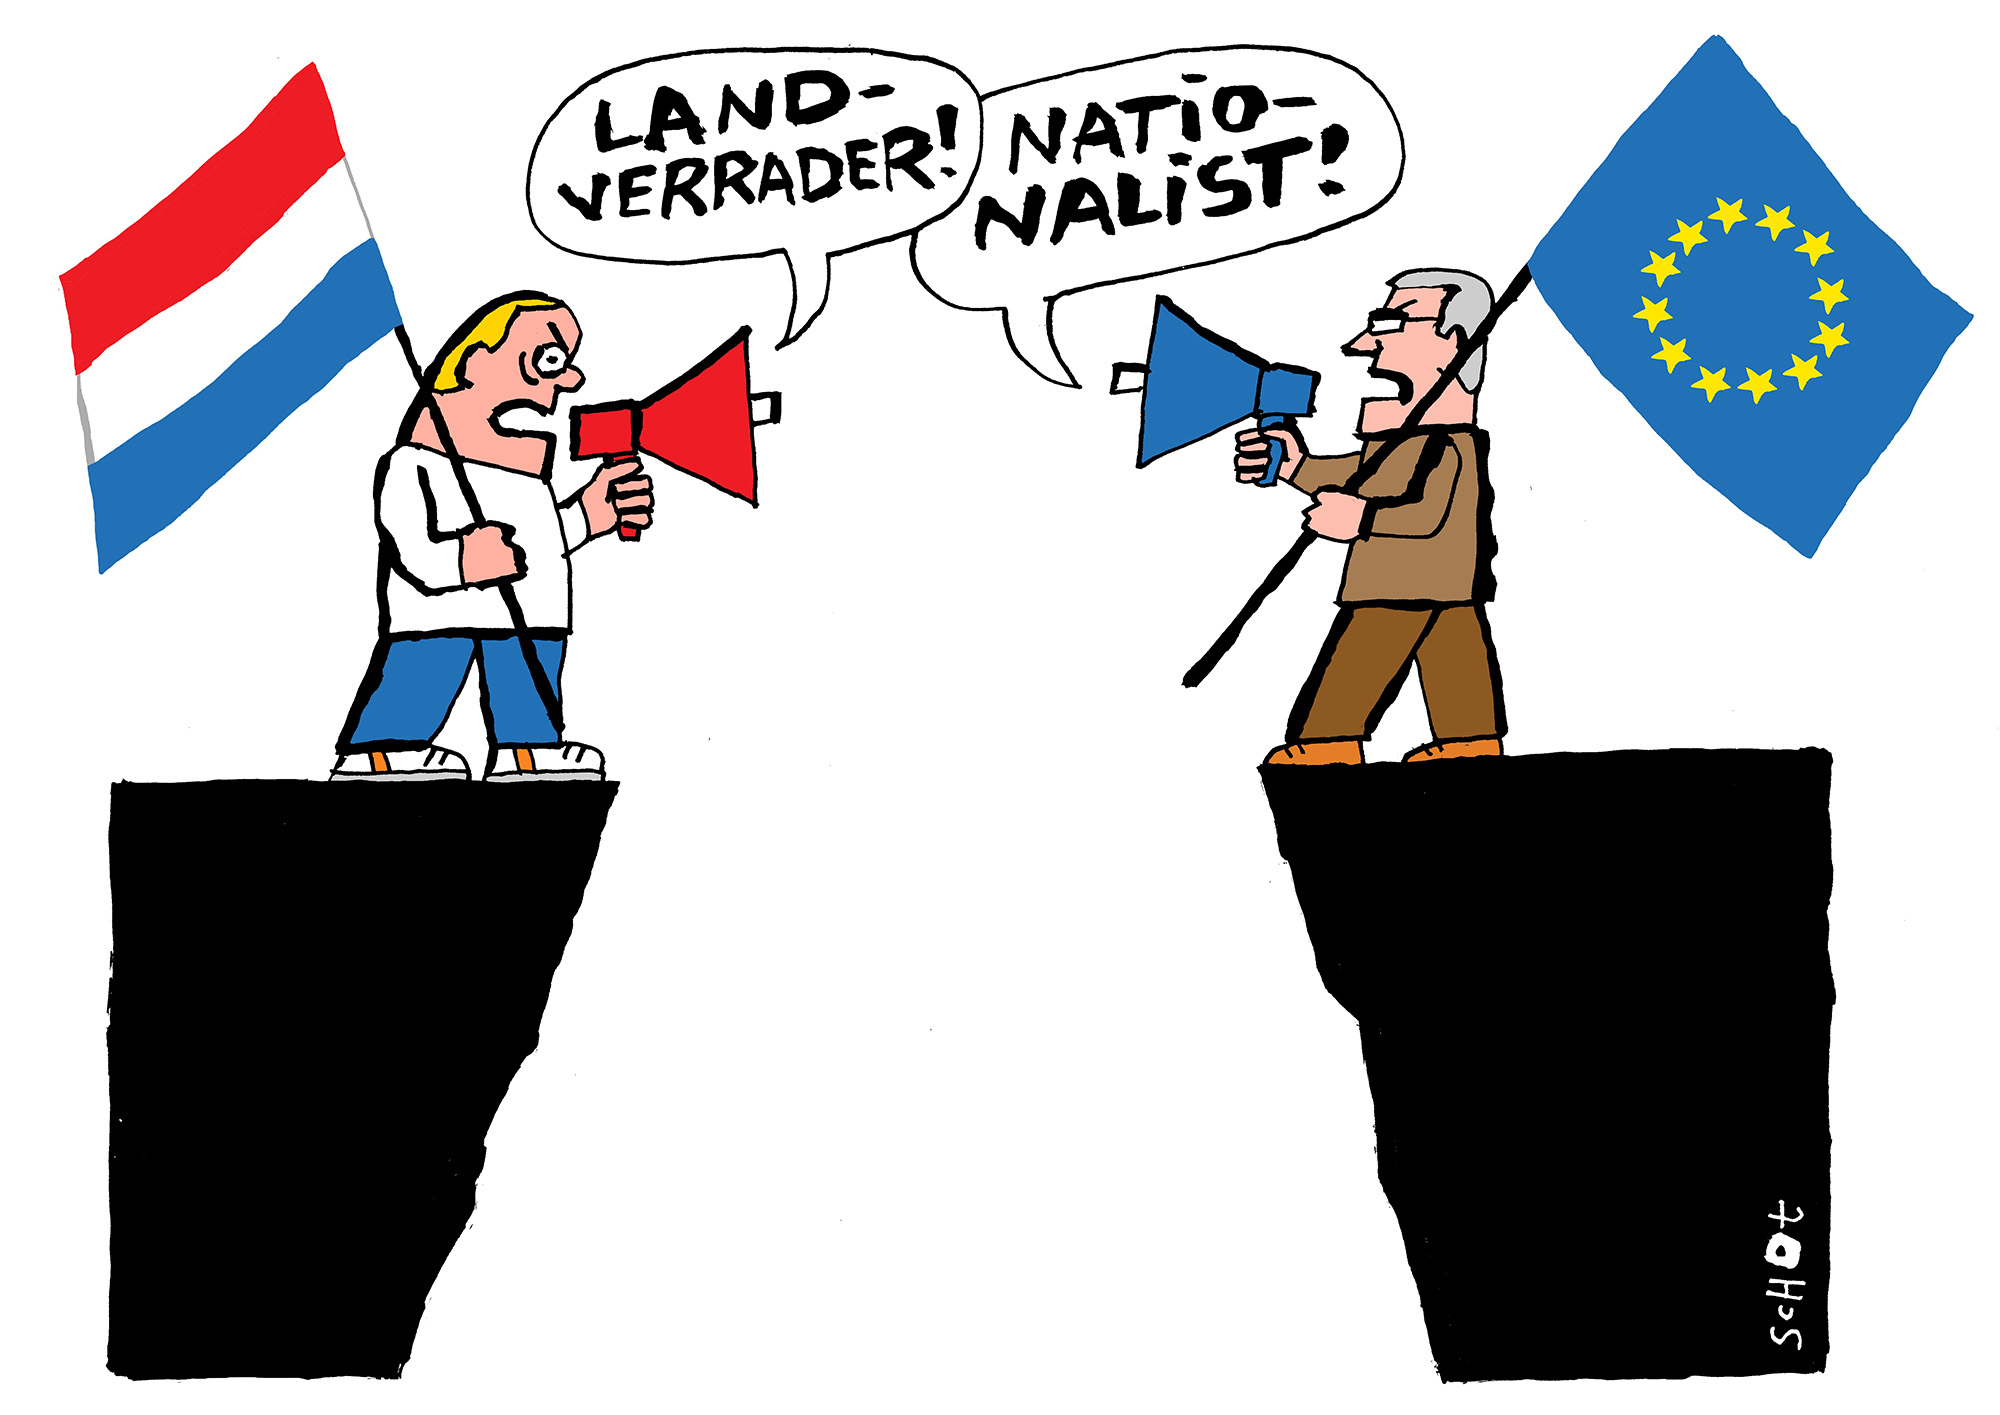 LAND-
VERRADER!
NATIO-
NALIST!
SCHOT